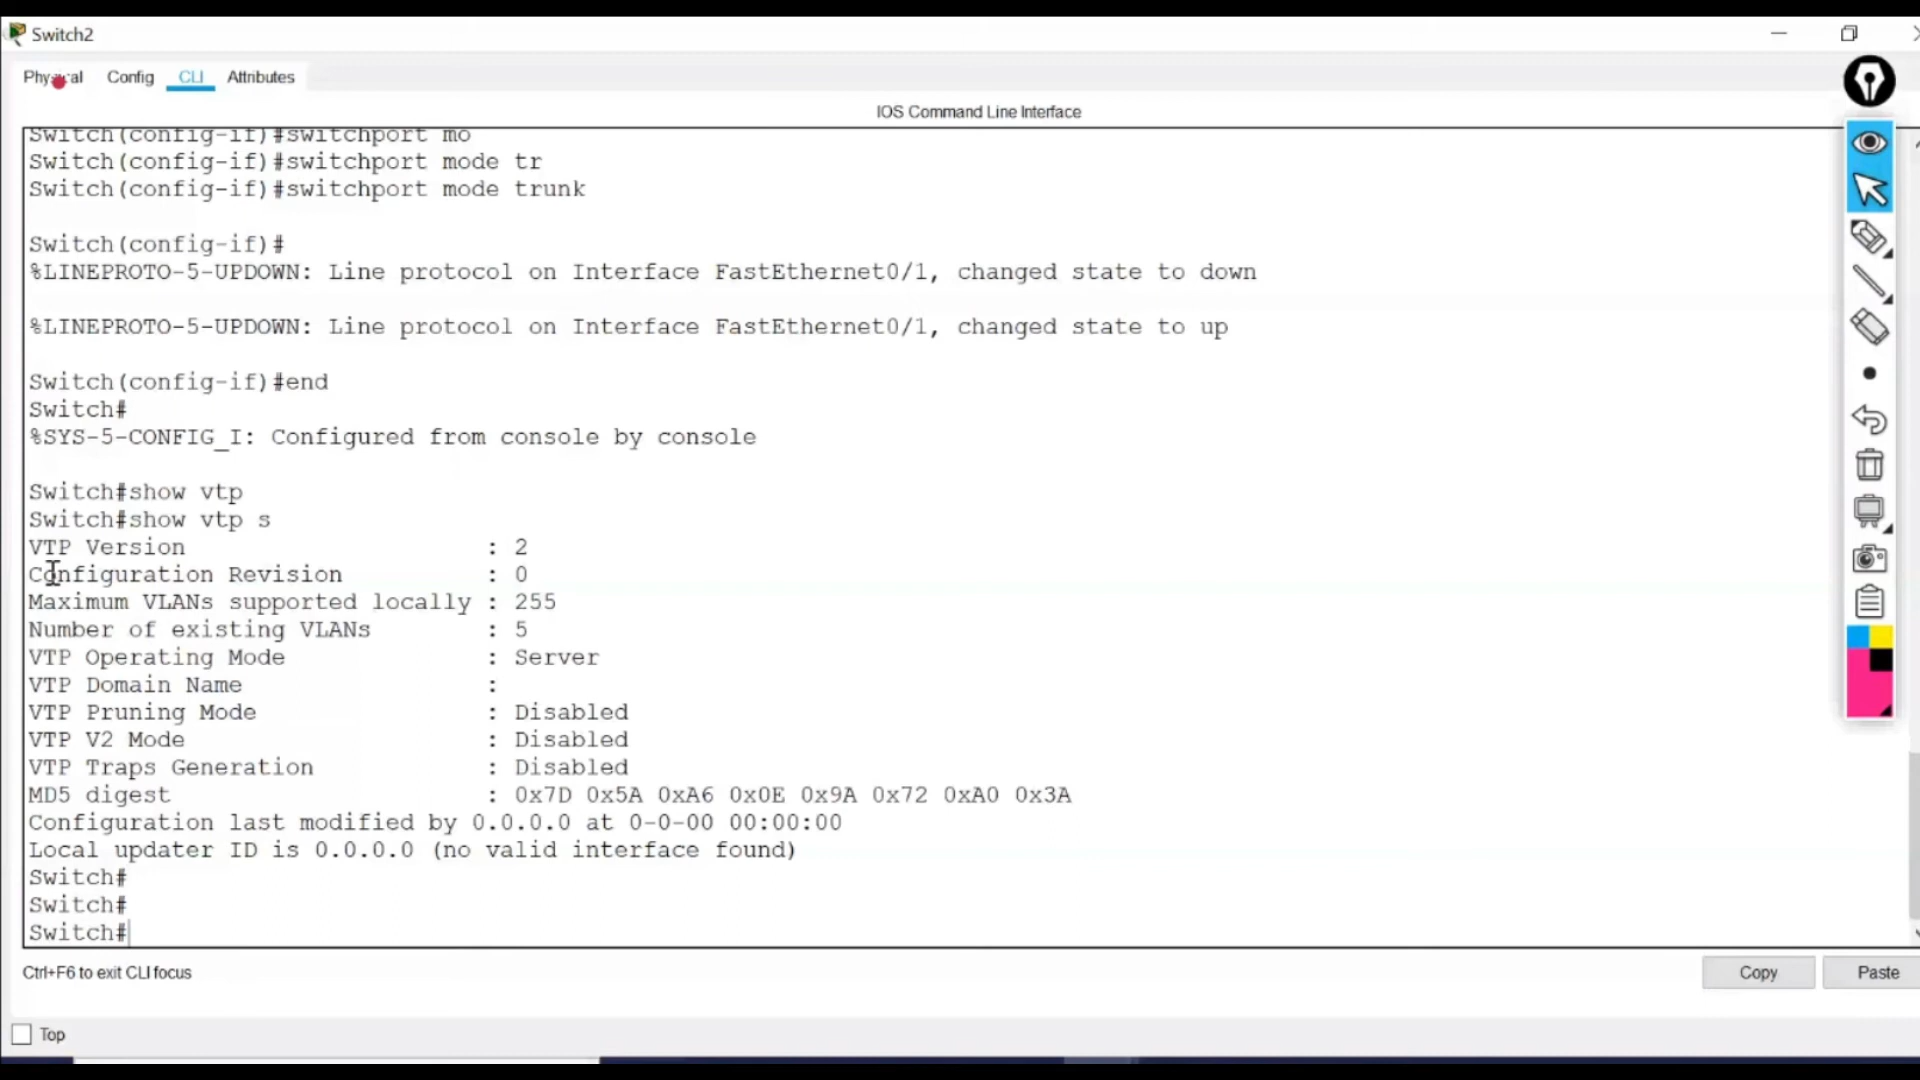 Switch2
Physical Config CLI Attributes
IOS Command Line Interface
Switch(config-if)#switchport mo
Switch(config-if)#switchport mode tr
Switch(config-if)#switchport mode trunk
Switch(config-if)#
%LINEPROTO-5-UPDOWN: Line protocol on Interface FastEthernet0/1, changed state to down
%LINEPROTO-5-UPDOWN: Line protocol on Interface FastEthernet0/1, changed state to up
Switch(config-if)#end
Switch#
%SYS-5-CONFIG_I: Configured from console by console
Switch#show vtp
Switch#show vtp s
VTP Version : 2
Configuration Revision : 0
Maximum VLANs supported locally : 255
Number of existing VLANs : 5
VTP Operating Mode : Server
VTP Domain Name :
VTP Pruning Mode : Disabled
VTP V2 Mode : Disabled
VTP Traps Generation : Disabled
MD5 digest : 0x7D 0x5A 0xA6 0x0E 0x9A 0x72 0xA0 0x3A
Configuration last modified by 0.0.0.0 at 0-0-00 00:00:00
Local updater ID is 0.0.0.0 (no valid interface found)
Switch#
Switch#
Switch#
Ctrl+F6 to exit CLI focus
Copy Paste
Top